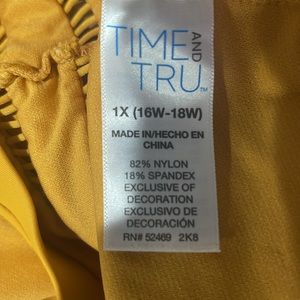 TIME AND
TRU™
1X (16W-18W)
MADE IN/HECHO EN
CHINA
82% NYLON
18% SPANDEX
EXCLUSIVE OF
DECORATION
EXCLUSIVO DE
DECORACIÓN
RN# 52469 2K8